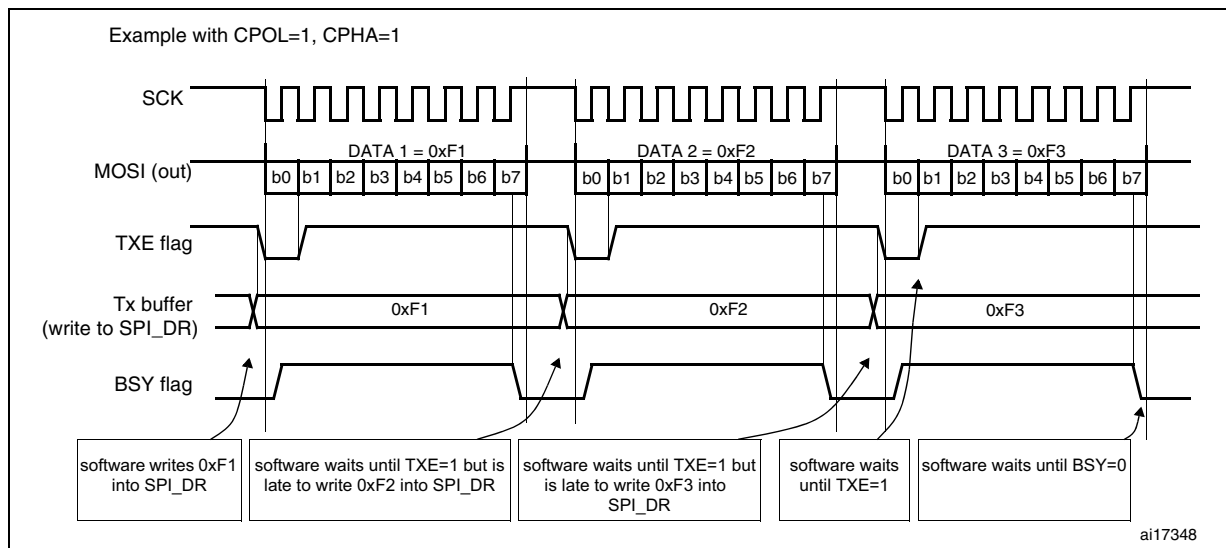 Example with CPOL=1, CPHA=1
SCK
DATA 1 = 0xF1
DATA 2 = 0xF2
DATA 3 = 0xF3
MOSI (out)
b0 b1 b2 b3 b4 b5 b6 b7
b0 b1 b2 b3 b4 b5 b6 b7
b0 b1 b2 b3 b4 b5 b6 b7
TXE flag
Tx buffer
(write to SPI_DR)
0xF1
0xF2
0xF3
BSY flag
software writes 0xF1
into SPI_DR
software waits until TXE=1 but is
late to write 0xF2 into SPI_DR
software waits until TXE=1 but
is late to write 0xF3 into
SPI_DR
software waits
until TXE=1
software waits until BSY=0
ai17348